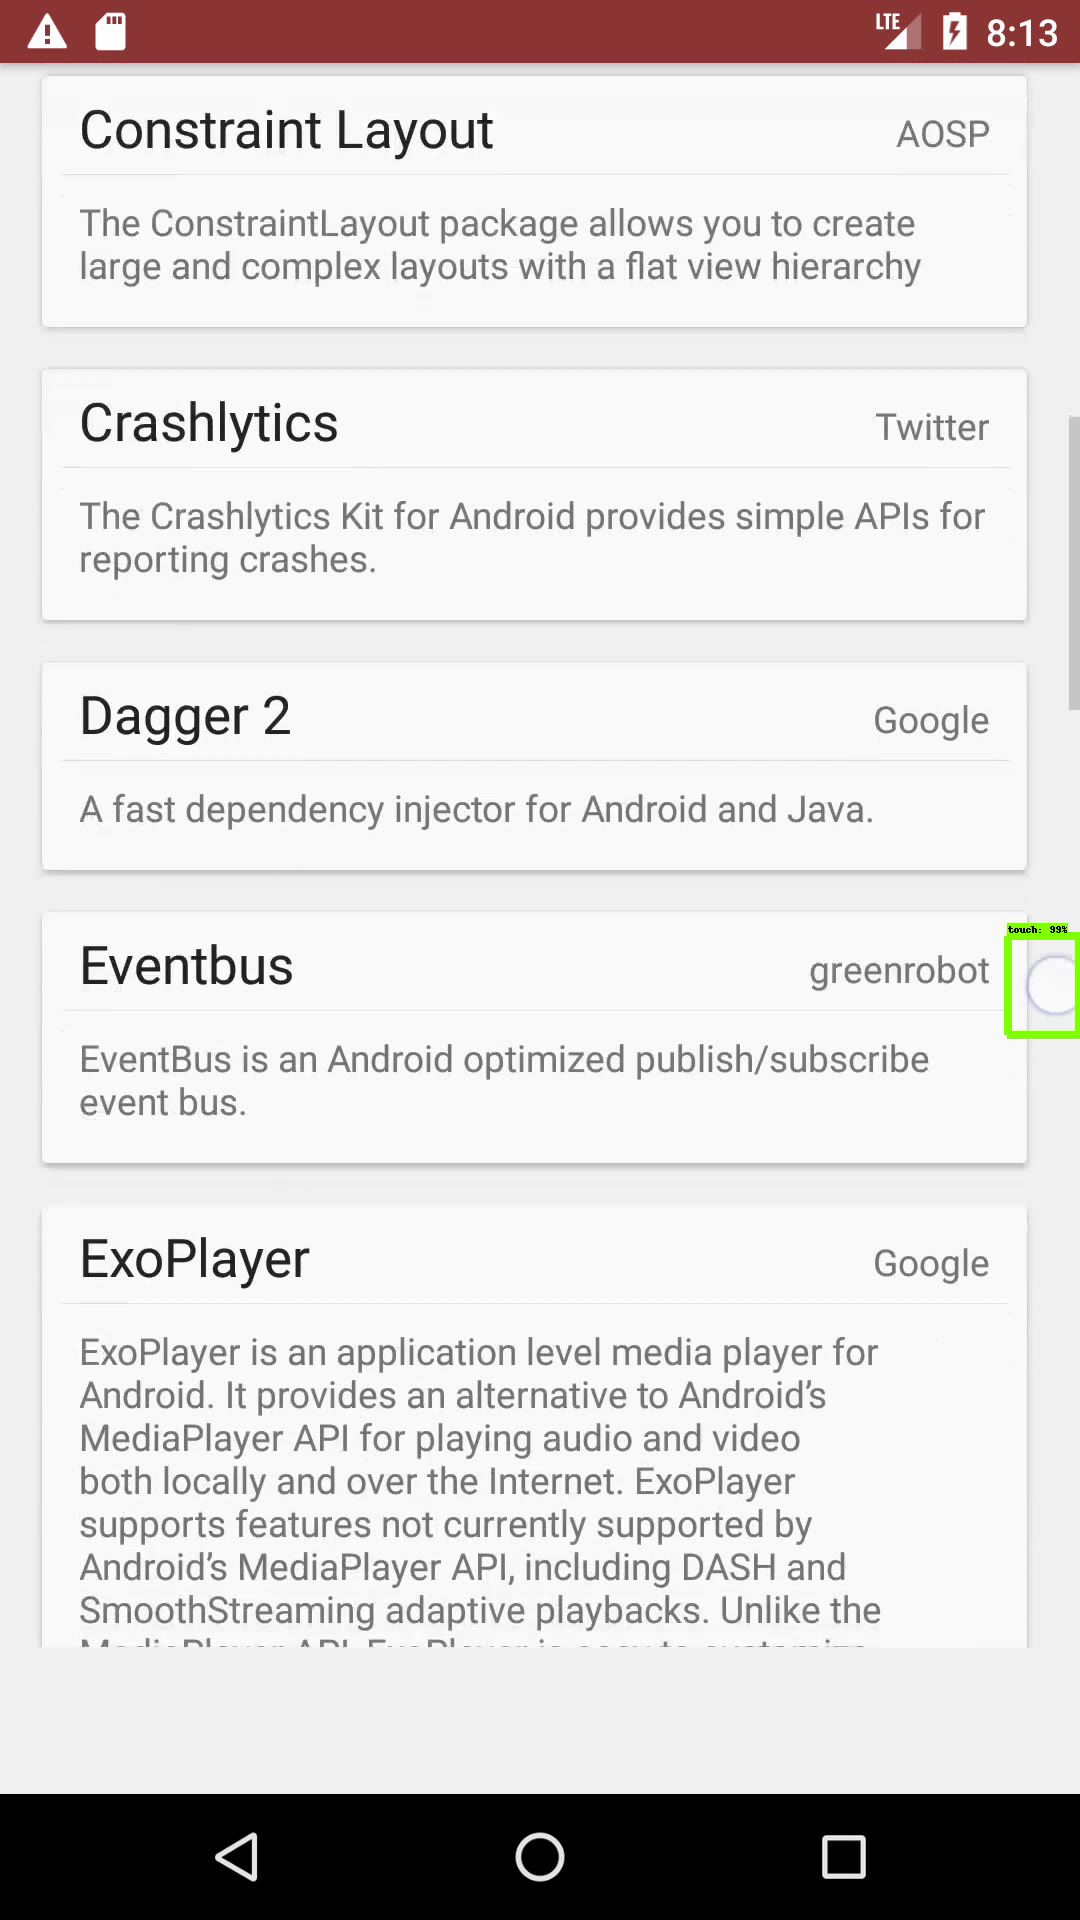 LTE 8:13
Constraint Layout AOSP
The ConstraintLayout package allows you to create
large and complex layouts with a flat view hierarchy
Crashlytics Twitter
The Crashlytics Kit for Android provides simple APIs for
reporting crashes.
Dagger 2 Google
A fast dependency injector for Android and Java.
touch: 99%
Eventbus greenrobot
EventBus is an Android optimized publish/subscribe
event bus.
ExoPlayer Google
ExoPlayer is an application level media player for
Android. It provides an alternative to Android’s
MediaPlayer API for playing audio and video
both locally and over the Internet. ExoPlayer
supports features not currently supported by
Android’s MediaPlayer API, including DASH and
SmoothStreaming adaptive playbacks. Unlike the